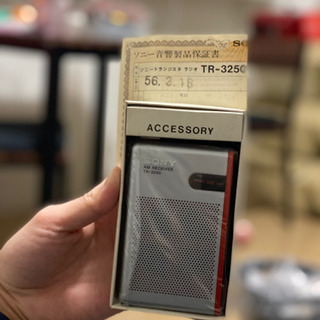 SO
ソニー音響製品保証書
ソニートランジスタ ラジオ TR-3250
56.3.16
ACCESSORY
SONY
AM RECEIVER
TR-3250